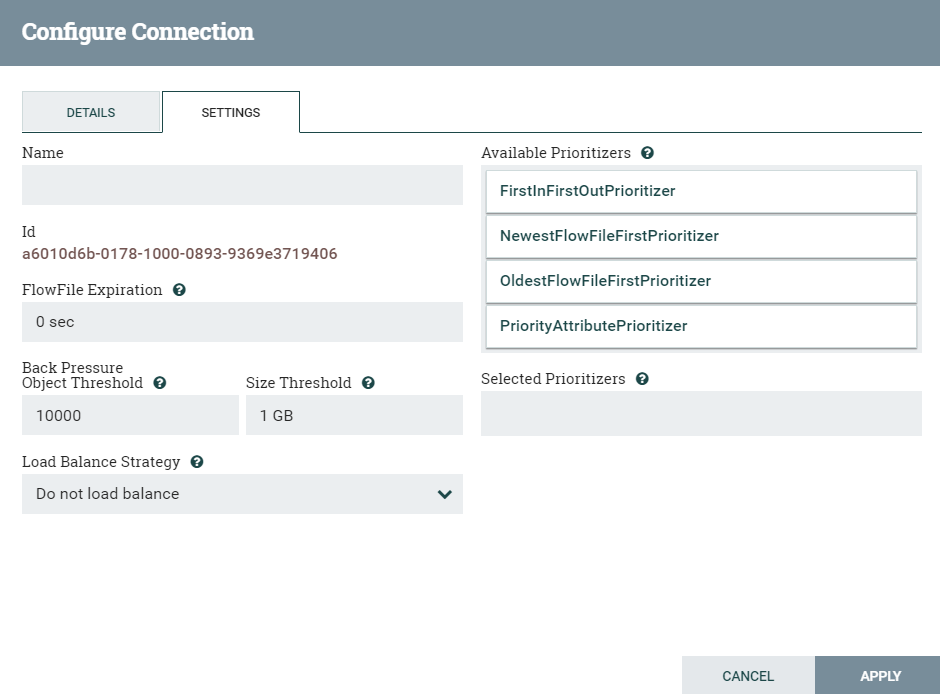 Configure Connection
DETAILS
SETTINGS
Name
Id
a6010d6b-0178-1000-0893-9369e3719406
FlowFile Expiration
0 sec
Back Pressure
Object Threshold
Size Threshold
10000
1 GB
Load Balance Strategy
Do not load balance
Available Prioritizers
FirstInFirstOutPrioritizer
NewestFlowFileFirstPrioritizer
OldestFlowFileFirstPrioritizer
PriorityAttributePrioritizer
Selected Prioritizers
CANCEL
APPLY